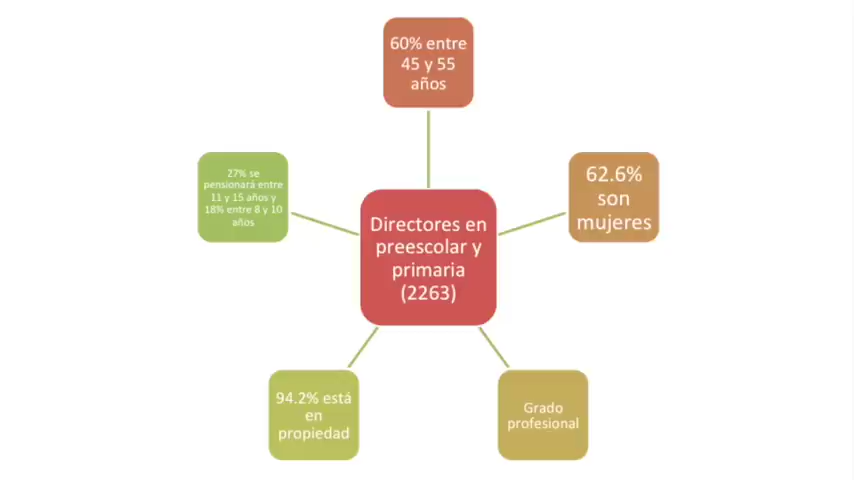 60% entre
45 y 55
años
27% se
pensionará entre
11 y 15 años y
18% entre 8 y 10
años
62.6%
son
mujeres
Directores en
preescolar y
primaria
(2263)
94.2% está
en
propiedad
Grado
profesional